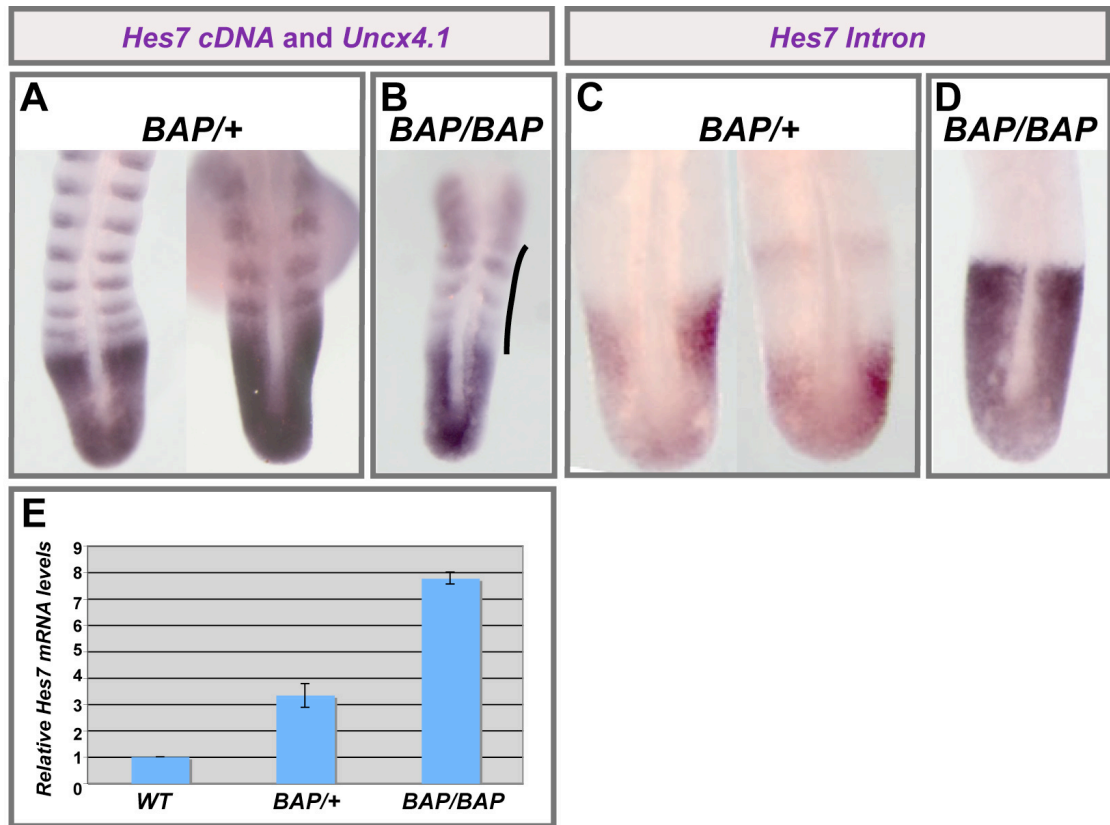 Hes7 cDNA and Uncx4.1
Hes7 Intron
A
BAP/+
B
BAP/BAP
C
BAP/+
D
BAP/BAP
E
Relative Hes7 mRNA levels
9
8
7
6
5
4
3
2
1
0
WT
BAP/+
BAP/BAP